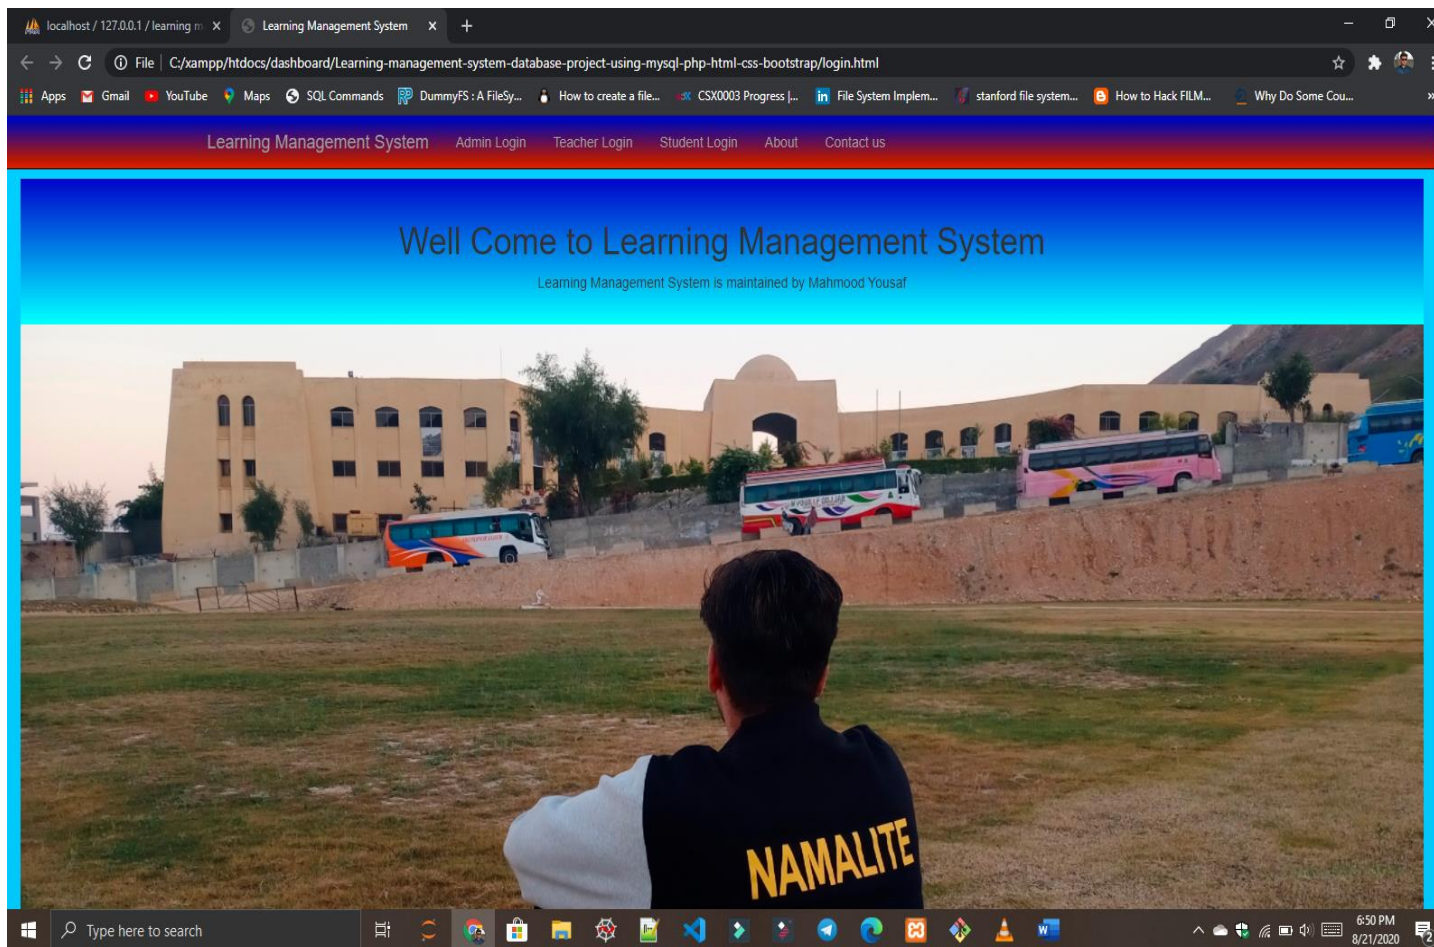 localhost / 127.0.0.1 / learning m
Learning Management System
File
C:/xampp/htdocs/dashboard/Learning-management-system-database-project-using-mysql-php-html-css-bootstrap/login.html
Apps
Gmail
YouTube
Maps
SQL Commands
DummyFS : A FileSy...
How to create a file...
CSX0003 Progress |...
File System Implem...
stanford file system...
How to Hack FILM...
Why Do Some Cou...
Learning Management System
Admin Login
Teacher Login
Student Login
About
Contact us
Well Come to Learning Management System
Learning Management System is maintained by Mahmood Yousaf
NAMALITE
Type here to search
6:50 PM
8/21/2020